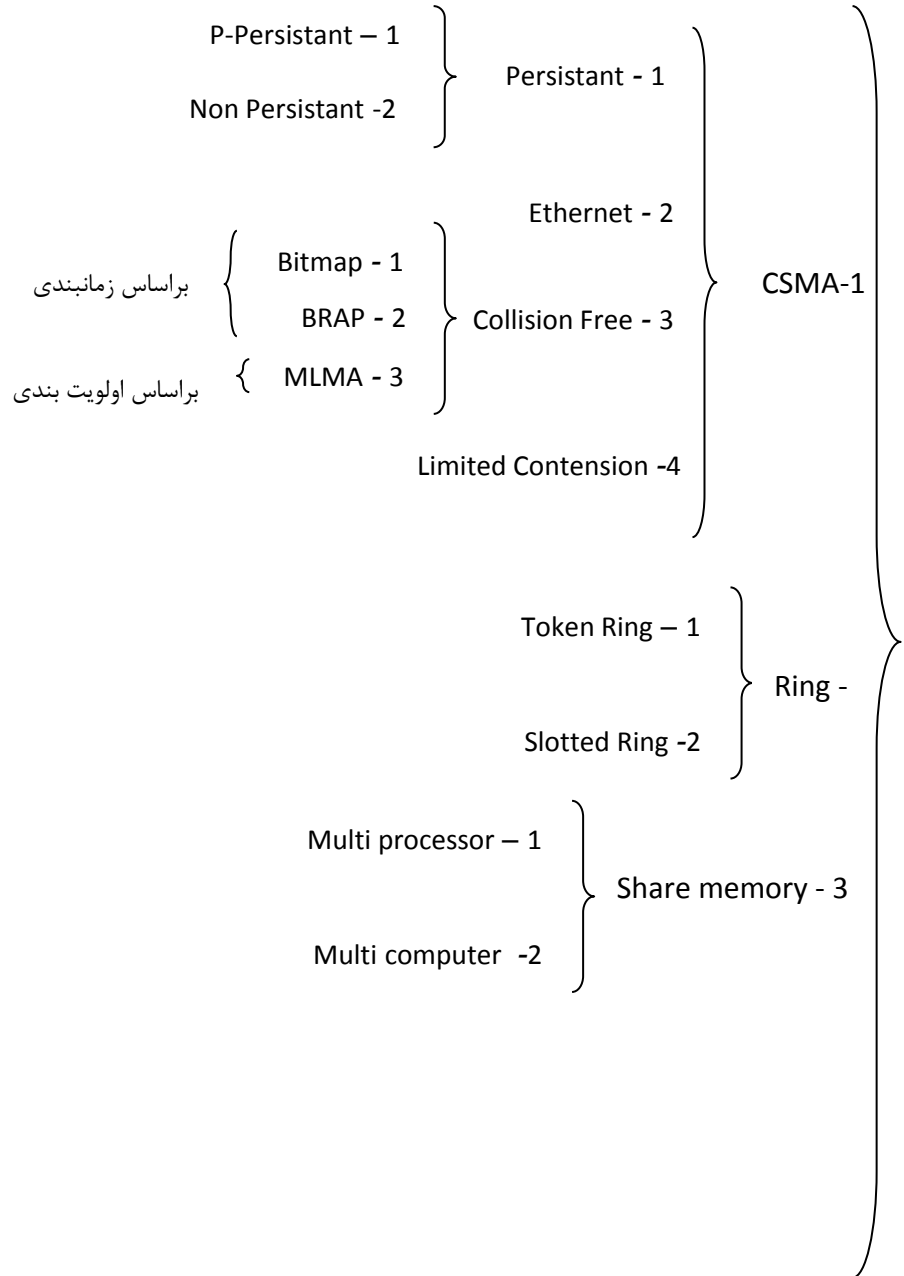 P-Persistant – 1
Persistant - 1
Non Persistant -2
Ethernet - 2
Bitmap - 1
براساس زمانبندی
CSMA-1
BRAP - 2
Collision Free - 3
MLMA - 3
براساس اولویت بندی
Limited Contension -4
Token Ring – 1
Ring -
Slotted Ring -2
Multi processor – 1
Share memory - 3
Multi computer -2